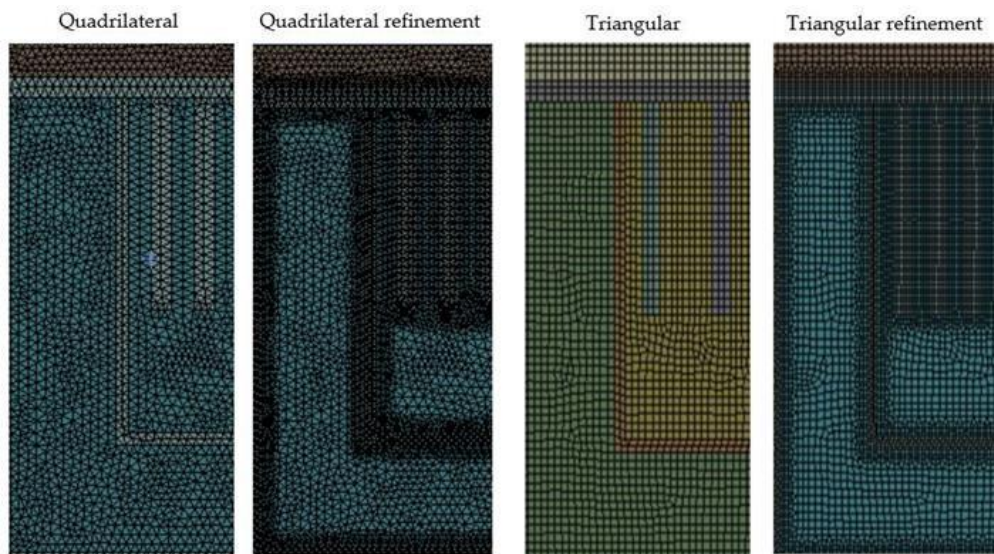 Quadrilateral
Quadrilateral refinement
Triangular
Triangular refinement